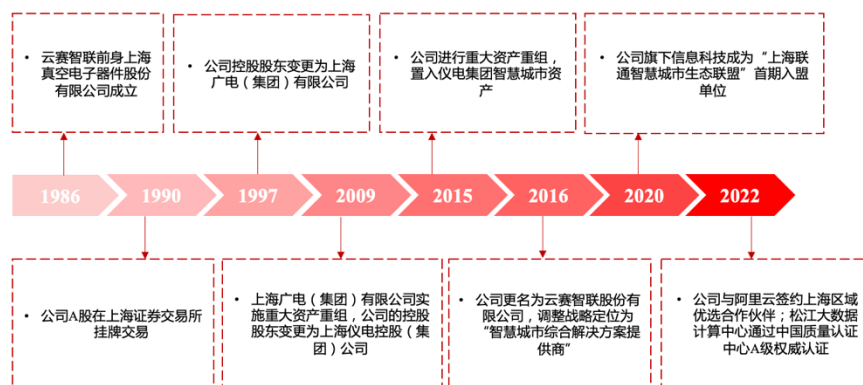 • 云赛智联前身上海
真空电子器件股份
有限公司成立
• 公司控股股东变更为上海
广电（集团）有限公司
• 公司进行重大资产重组，
置入仪电集团智慧城市资
产
• 公司旗下信息科技成为“上海联
通智慧城市生态联盟”首期入盟
单位
1986
1990
1997
2009
2015
2016
2020
2022
• 公司A股在上海证券交易所
挂牌交易
• 上海广电（集团）有限公司实
施重大资产重组，公司的控股
股东变更为上海仪电控股（集
团）公司
• 公司更名为云赛智联股份有
限公司，调整战略定位为
“智慧城市综合解决方案提
供商”
• 公司与阿里云签约上海区域
优选合作伙伴；松江大数据
计算中心通过中国质量认证
中心A级权威认证